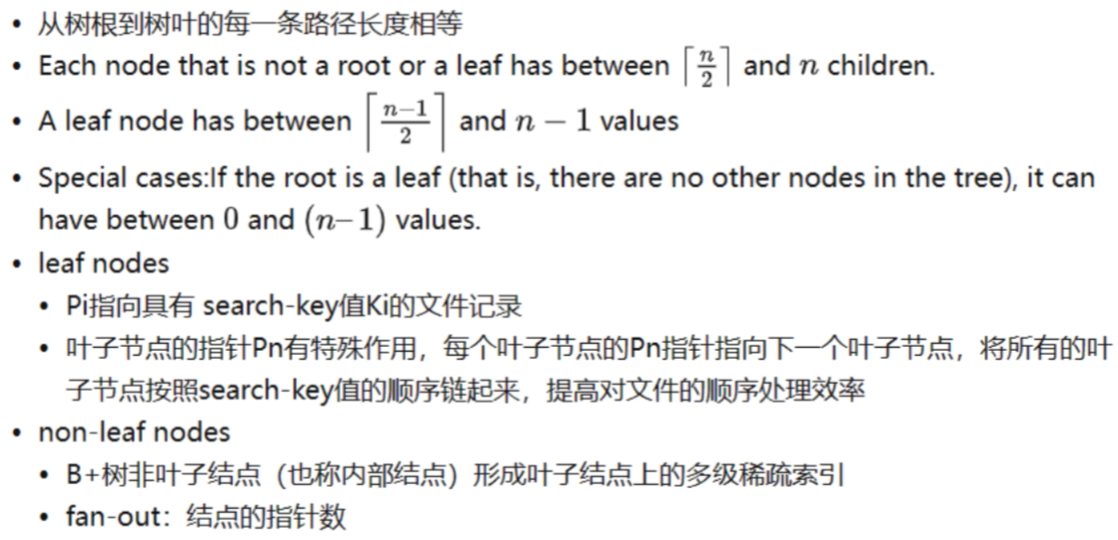 • 从树根到树叶的每一条路径长度相等
• Each node that is not a root or a leaf has between ⌈n/2⌉ and n children.
• A leaf node has between ⌈(n−1)/2⌉ and n − 1 values
• Special cases:If the root is a leaf (that is, there are no other nodes in the tree), it can
have between 0 and (n–1) values.
• leaf nodes
• Pi指向具有 search-key值Ki的文件记录
• 叶子节点的指针Pn有特殊作用，每个叶子节点的Pn指针指向下一个叶子节点，将所有的叶
子节点按照search-key值的顺序链起来，提高对文件的顺序处理效率
• non-leaf nodes
• B+树非叶子结点（也称内部结点）形成叶子结点上的多级稀疏索引
• fan-out：结点的指针数